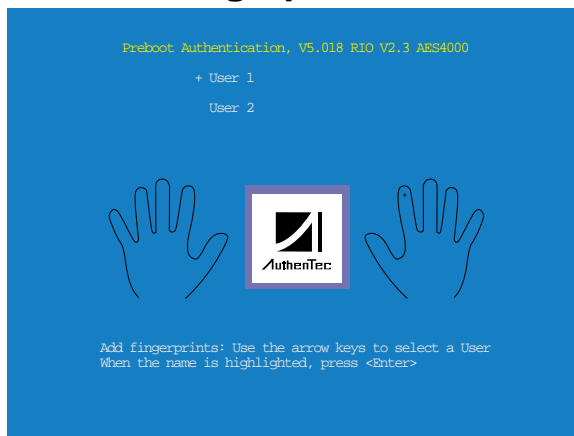 Preboot Authentication, V5.018 RIO V2.3 AES4000
+ User 1
User 2
AuthenTec
Add fingerprints: Use the arrow keys to select a User
When the name is highlighted, press <Enter>